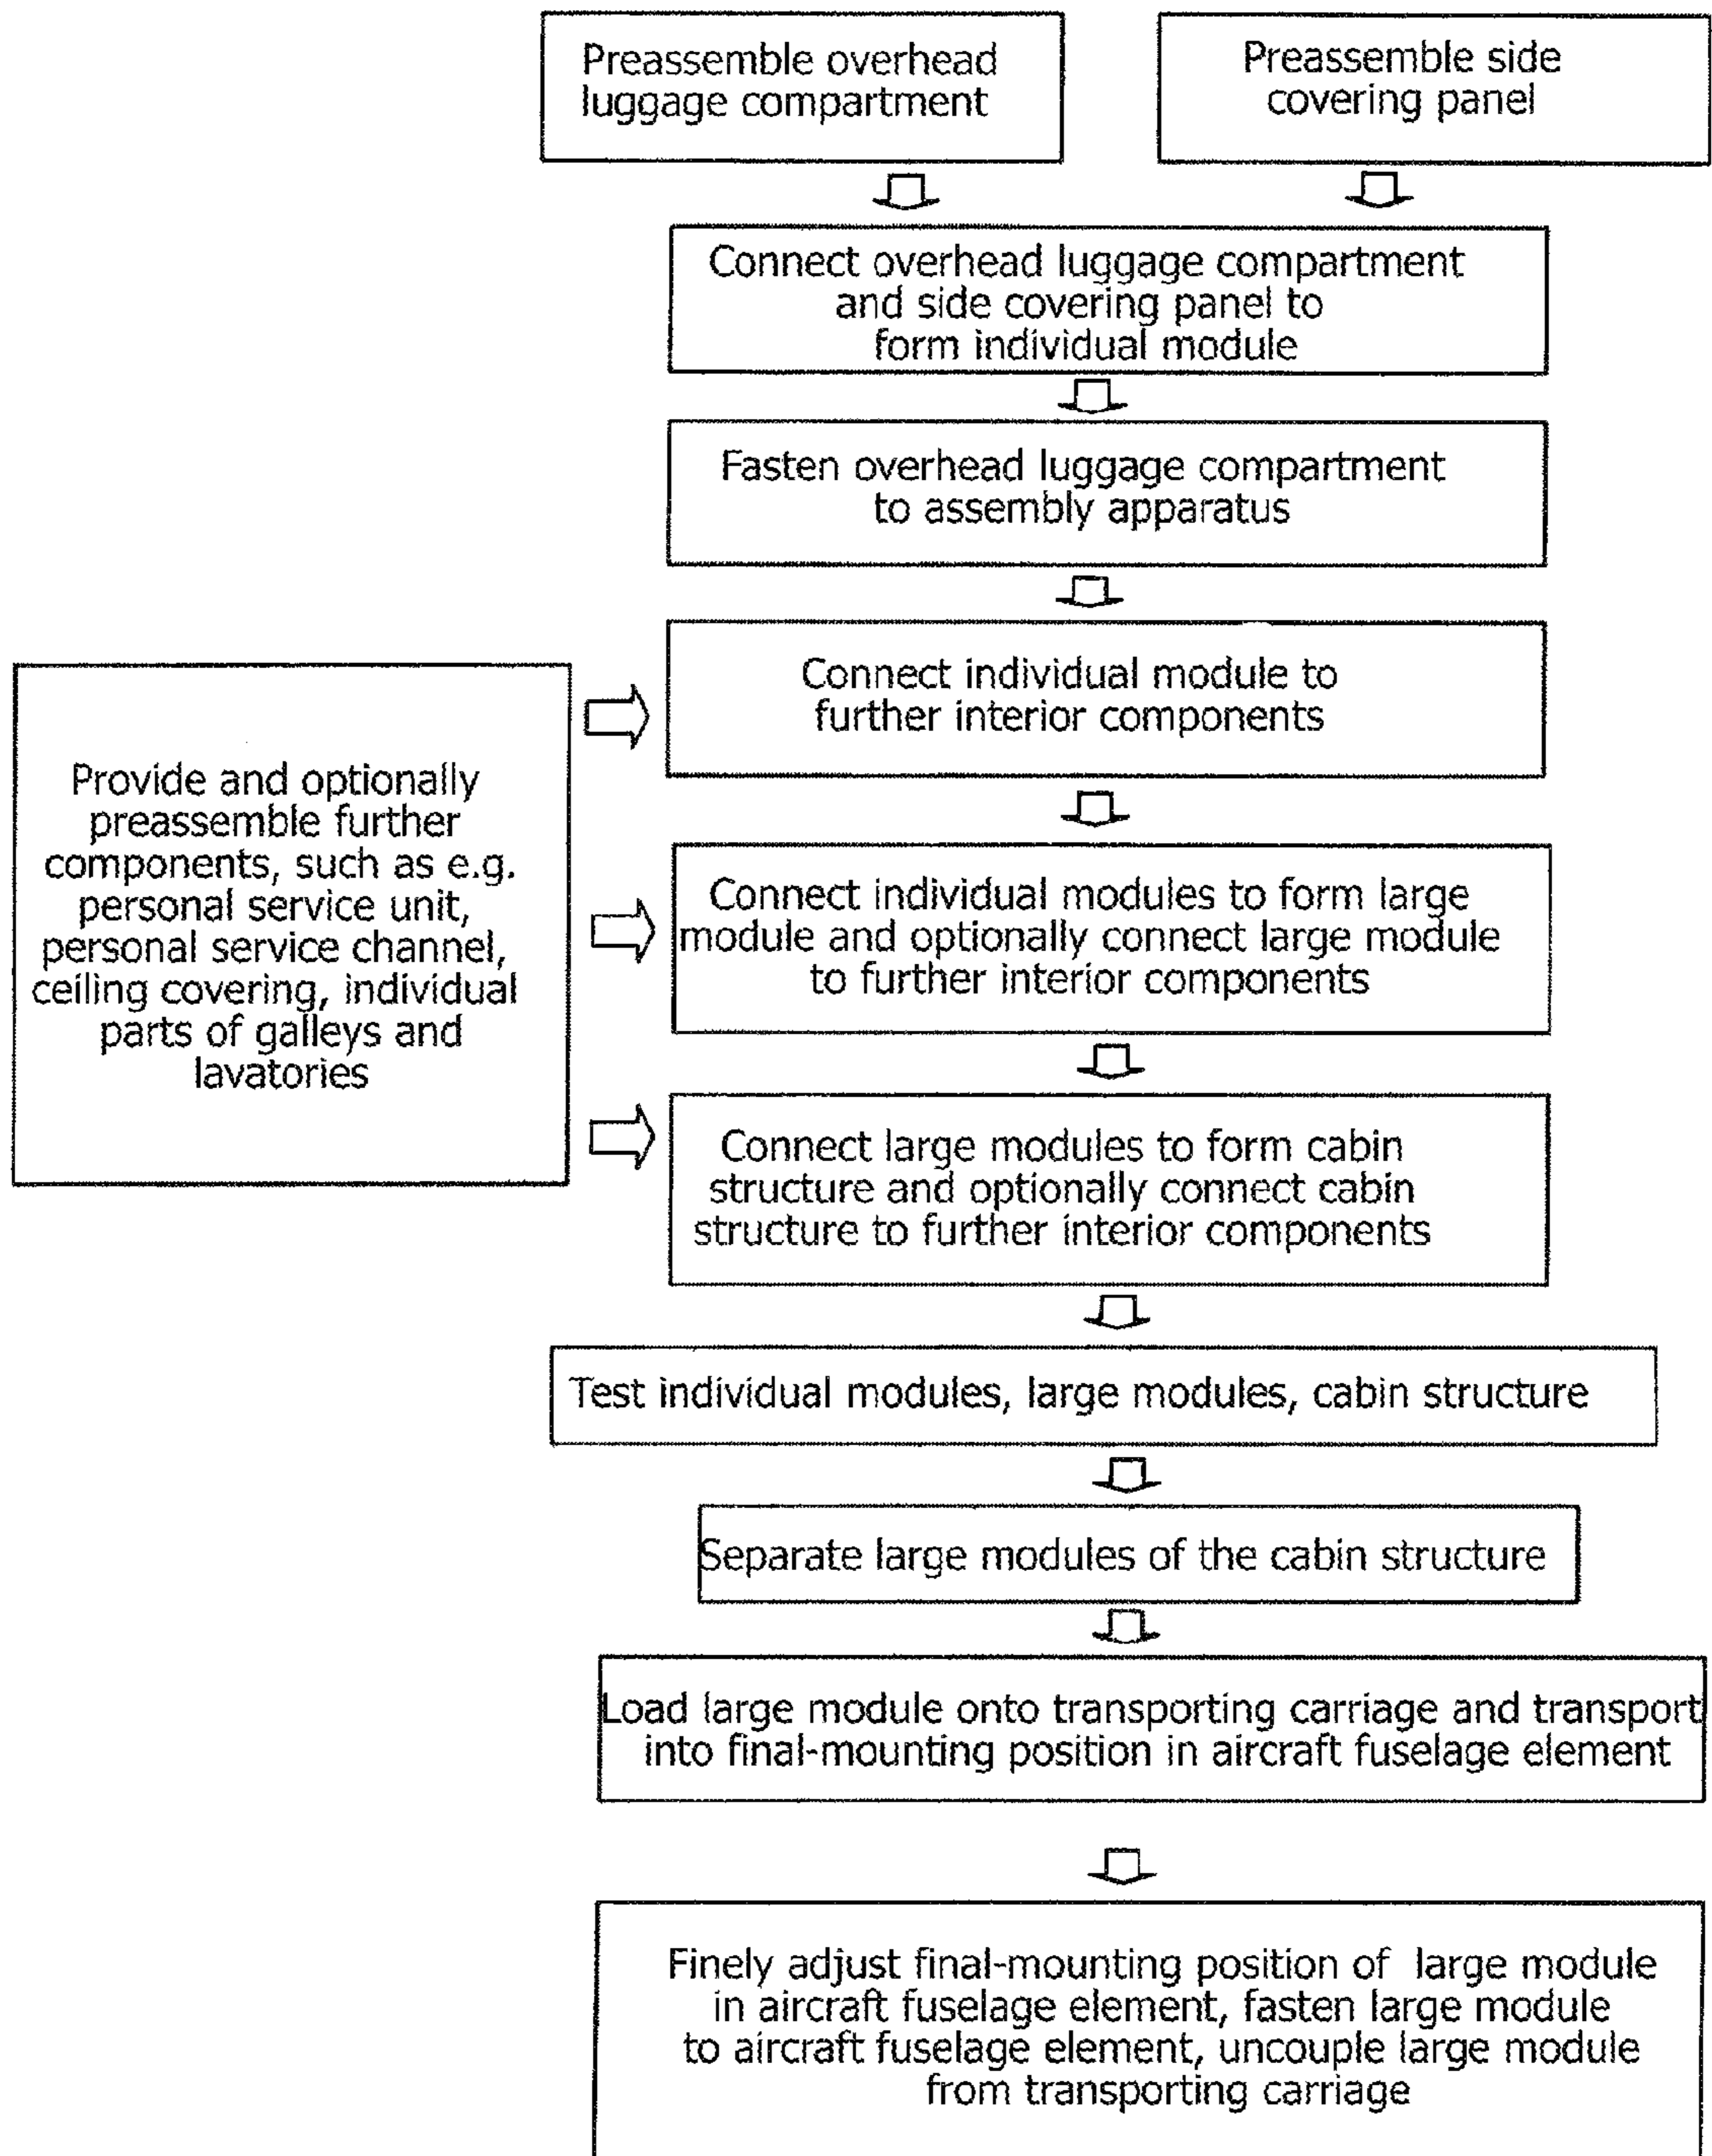 Preassemble overhead
luggage compartment
Preassemble side
covering panel
Connect overhead luggage compartment
and side covering panel to
form individual module
Fasten overhead luggage compartment
to assembly apparatus
Connect individual module to
further interior components
Provide and optionally
preassemble further
components, such as e.g.
personal service unit,
personal service channel,
ceiling covering, individual
parts of galleys and
lavatories
Connect individual modules to form large
module and optionally connect large module
to further interior components
Connect large modules to form cabin
structure and optionally connect cabin
structure to further interior components
Test individual modules, large modules, cabin structure
Separate large modules of the cabin structure
Load large module onto transporting carriage and transport
into final-mounting position in aircraft fuselage element
Finely adjust final-mounting position of large module
in aircraft fuselage element, fasten large module
to aircraft fuselage element, uncouple large module
from transporting carriage